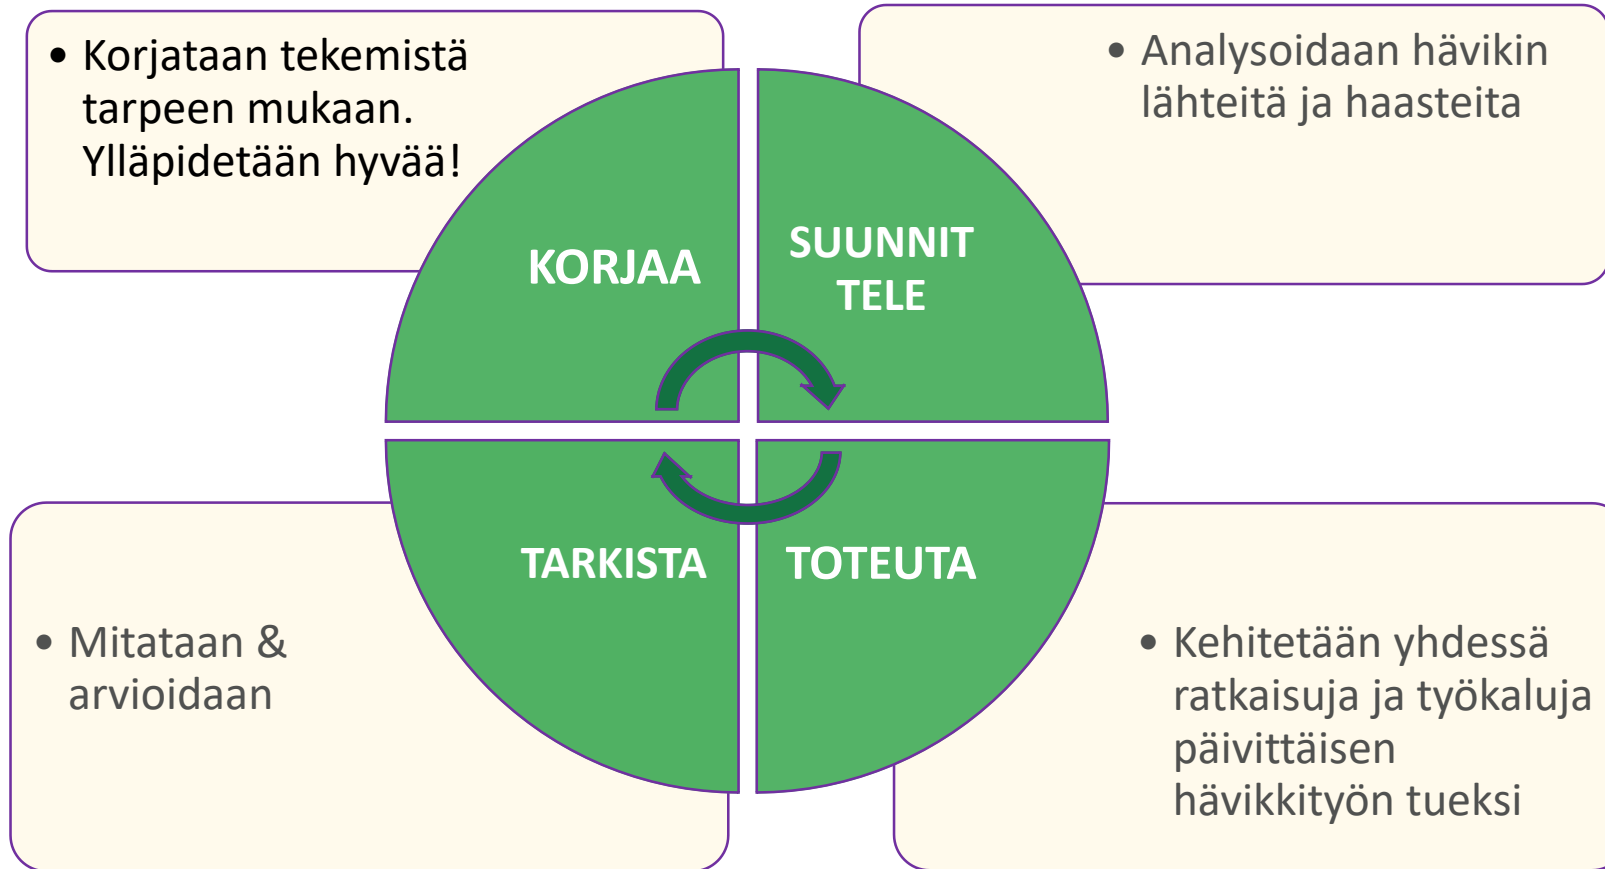 • Korjataan tekemistä
tarpeen mukaan.
Ylläpidetään hyvää!
• Analysoidaan hävikin
lähteitä ja haasteita
KORJAA
SUUNNIT
TELE
TARKISTA
TOTEUTA
• Mitataan &
arvioidaan
• Kehitetään yhdessä
ratkaisuja ja työkaluja
päivittäisen
hävikkityön tueksi